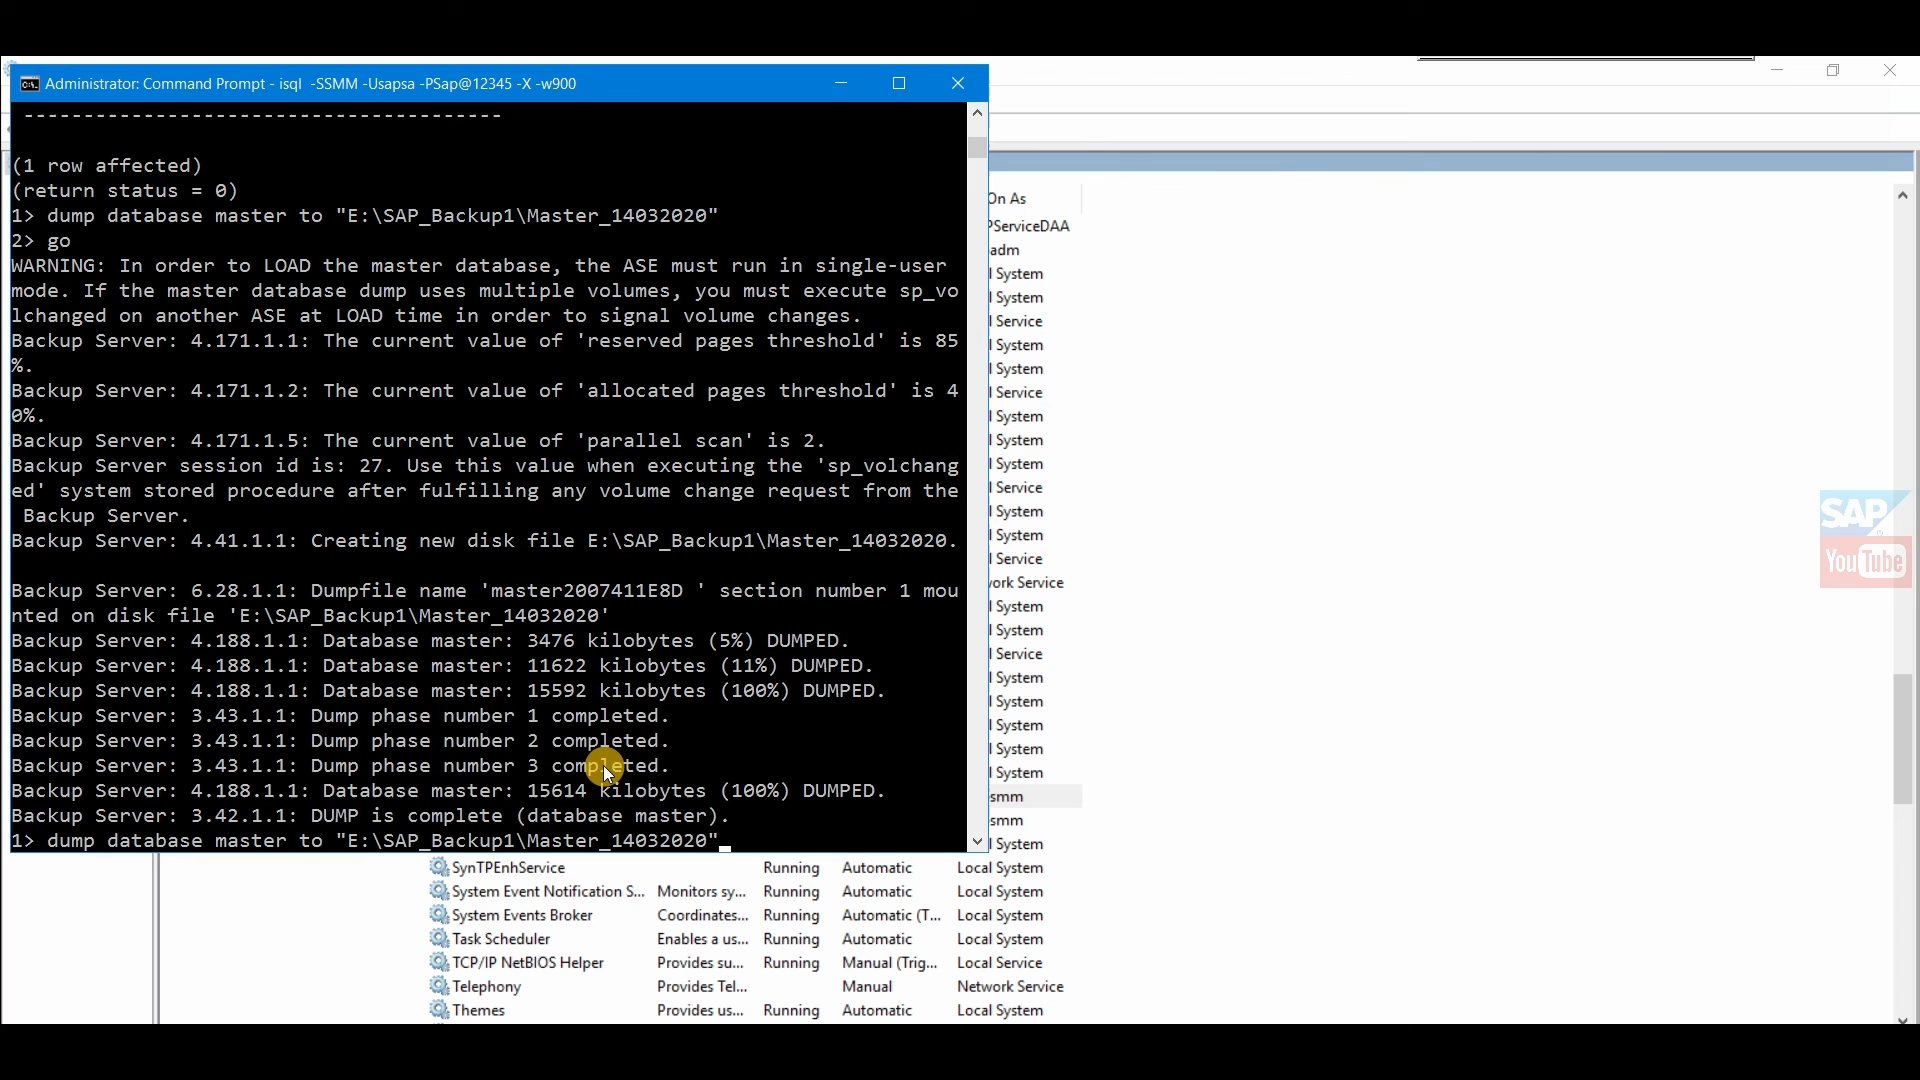 Administrator: Command Prompt - isql -SSMM -Usapsa -PSap@12345 -X -w900
----------------------------------------
(1 row affected)
(return status = 0)
1> dump database master to "E:\SAP_Backup1\Master_14032020"
2> go
WARNING: In order to LOAD the master database, the ASE must run in single-user
mode. If the master database dump uses multiple volumes, you must execute sp_vo
lchanged on another ASE at LOAD time in order to signal volume changes.
Backup Server: 4.171.1.1: The current value of 'reserved pages threshold' is 85
%.
Backup Server: 4.171.1.2: The current value of 'allocated pages threshold' is 4
0%.
Backup Server: 4.171.1.5: The current value of 'parallel scan' is 2.
Backup Server session id is: 27. Use this value when executing the 'sp_volchang
ed' system stored procedure after fulfilling any volume change request from the
Backup Server.
Backup Server: 4.41.1.1: Creating new disk file E:\SAP_Backup1\Master_14032020.
Backup Server: 6.28.1.1: Dumpfile name 'master2007411E8D ' section number 1 mou
nted on disk file 'E:\SAP_Backup1\Master_14032020'
Backup Server: 4.188.1.1: Database master: 3476 kilobytes (5%) DUMPED.
Backup Server: 4.188.1.1: Database master: 11622 kilobytes (11%) DUMPED.
Backup Server: 4.188.1.1: Database master: 15592 kilobytes (100%) DUMPED.
Backup Server: 3.43.1.1: Dump phase number 1 completed.
Backup Server: 3.43.1.1: Dump phase number 2 completed.
Backup Server: 3.43.1.1: Dump phase number 3 completed.
Backup Server: 4.188.1.1: Database master: 15614 kilobytes (100%) DUMPED.
Backup Server: 3.42.1.1: DUMP is complete (database master).
1> dump database master to "E:\SAP_Backup1\Master_14032020"
On As
PServiceDAA
adm
l System
l System
l Service
l System
l System
l Service
l System
l System
l System
l Service
l System
l System
l Service
vork Service
l System
l System
l Service
l System
l System
l System
l System
l System
smm
smm
l System
SynTPEnhService Running Automatic Local System
System Event Notification S... Monitors sy... Running Automatic Local System
System Events Broker Coordinates... Running Automatic (T... Local System
Task Scheduler Enables a us... Running Automatic Local System
TCP/IP NetBIOS Helper Provides su... Running Manual (Trig... Local Service
Telephony Provides Tel... Manual Network Service
Themes Provides us... Running Automatic Local System
SAP
YouTube